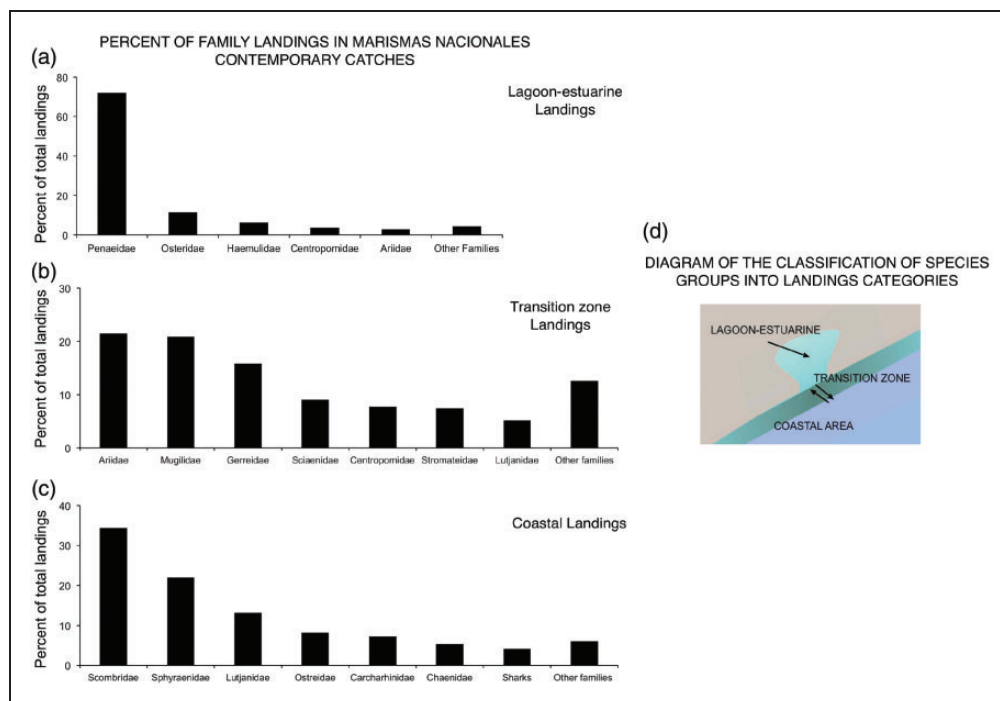 PERCENT OF FAMILY LANDINGS IN MARISMAS NACIONALES
CONTEMPORARY CATCHES
(a)
Lagoon-estuarine
Landings
Percent of total landings
80
60
40
20
0
Penaeidae Osteridae Haemulidae Centropomidae Ariidae Other Families
(b)
Transition zone
Landings
Percent of total landings
30
20
10
0
Ariidae Mugilidae Gerreidae Sciaenidae Centropomidae Stromateidae Lutjanidae Other families
(c)
Coastal Landings
Percent of total landings
40
30
20
10
0
Scombridae Sphyraenidae Lutjanidae Ostreidae Carcharhinidae Chaenidae Sharks Other families
(d)
DIAGRAM OF THE CLASSIFICATION OF SPECIES
GROUPS INTO LANDINGS CATEGORIES
LAGOON-ESTUARINE
TRANSITION ZONE
COASTAL AREA